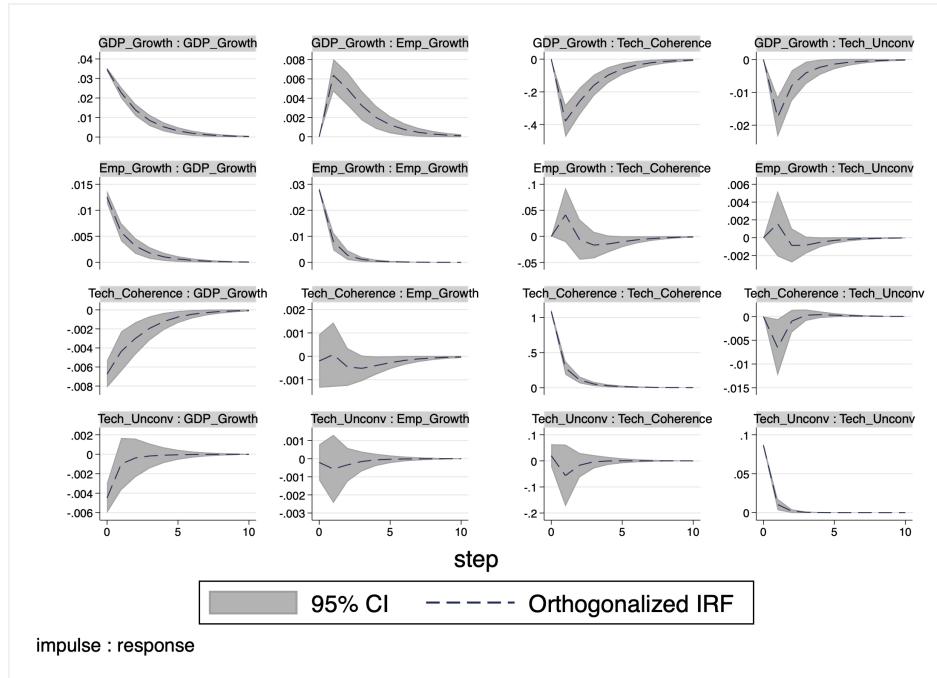 GDP_Growth : GDP_Growth
.04
.03
.02
.01
0
GDP_Growth : Emp_Growth
.008
.006
.004
.002
0
GDP_Growth : Tech_Coherence
0
-.2
-.4
GDP_Growth : Tech_Unconv
0
-.01
-.02
Emp_Growth : GDP_Growth
.015
.01
.005
0
Emp_Growth : Emp_Growth
.03
.02
.01
0
Emp_Growth : Tech_Coherence
.1
.05
0
-.05
Emp_Growth : Tech_Unconv
.006
.004
.002
0
-.002
Tech_Coherence : GDP_Growth
0
-.002
-.004
-.006
-.008
Tech_Coherence : Emp_Growth
.002
.001
0
-.001
Tech_Coherence : Tech_Coherence
1
.5
0
Tech_Coherence : Tech_Unconv
0
-.005
-.01
-.015
Tech_Unconv : GDP_Growth
.002
0
-.002
-.004
-.006
0 5 10
Tech_Unconv : Emp_Growth
.001
0
-.001
-.002
-.003
0 5 10
Tech_Unconv : Tech_Coherence
.1
0
-.1
-.2
0 5 10
Tech_Unconv : Tech_Unconv
.1
.05
0
0 5 10
step
95% CI
Orthogonalized IRF
impulse : response